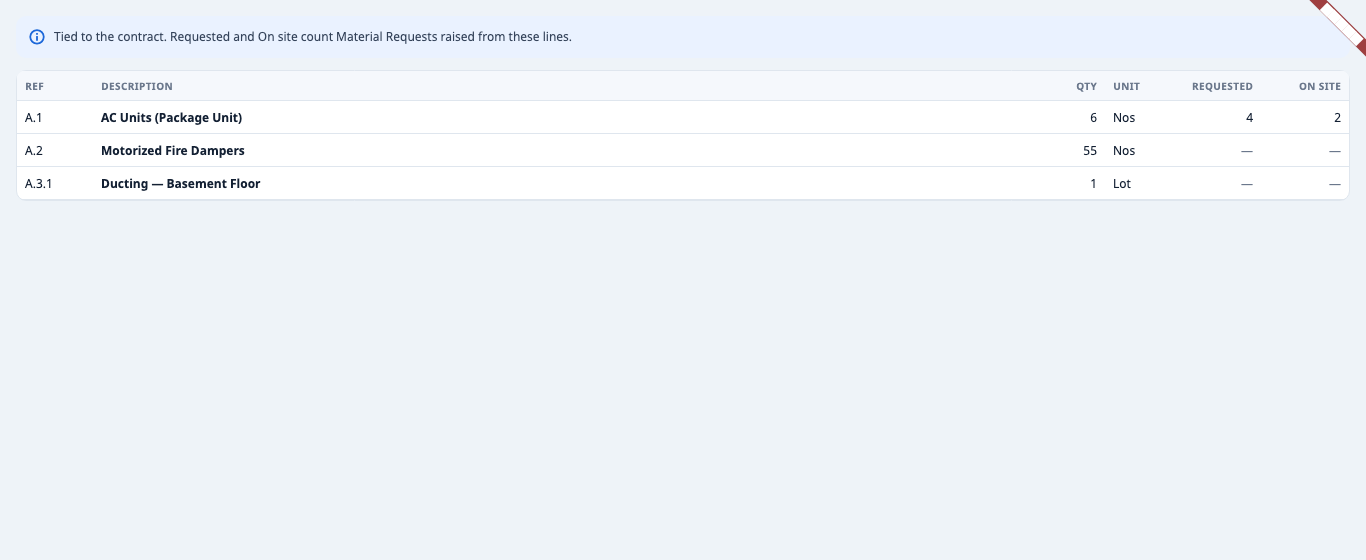 Tied to the contract. Requested and On site count Material Requests raised from these lines.
REF DESCRIPTION QTY UNIT REQUESTED ON SITE
A.1 AC Units (Package Unit) 6 Nos 4 2
A.2 Motorized Fire Dampers 55 Nos — —
A.3.1 Ducting — Basement Floor 1 Lot — —